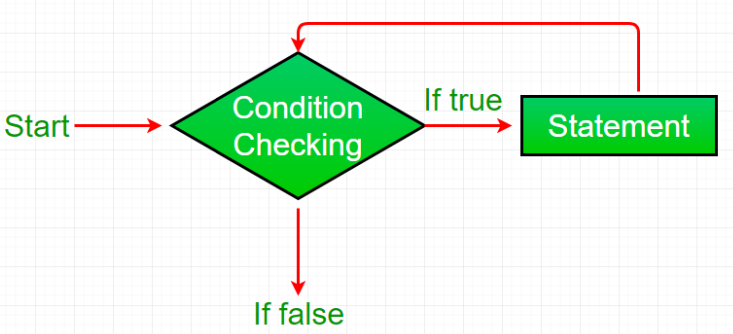 Start
Condition
Checking
If true
Statement
If false